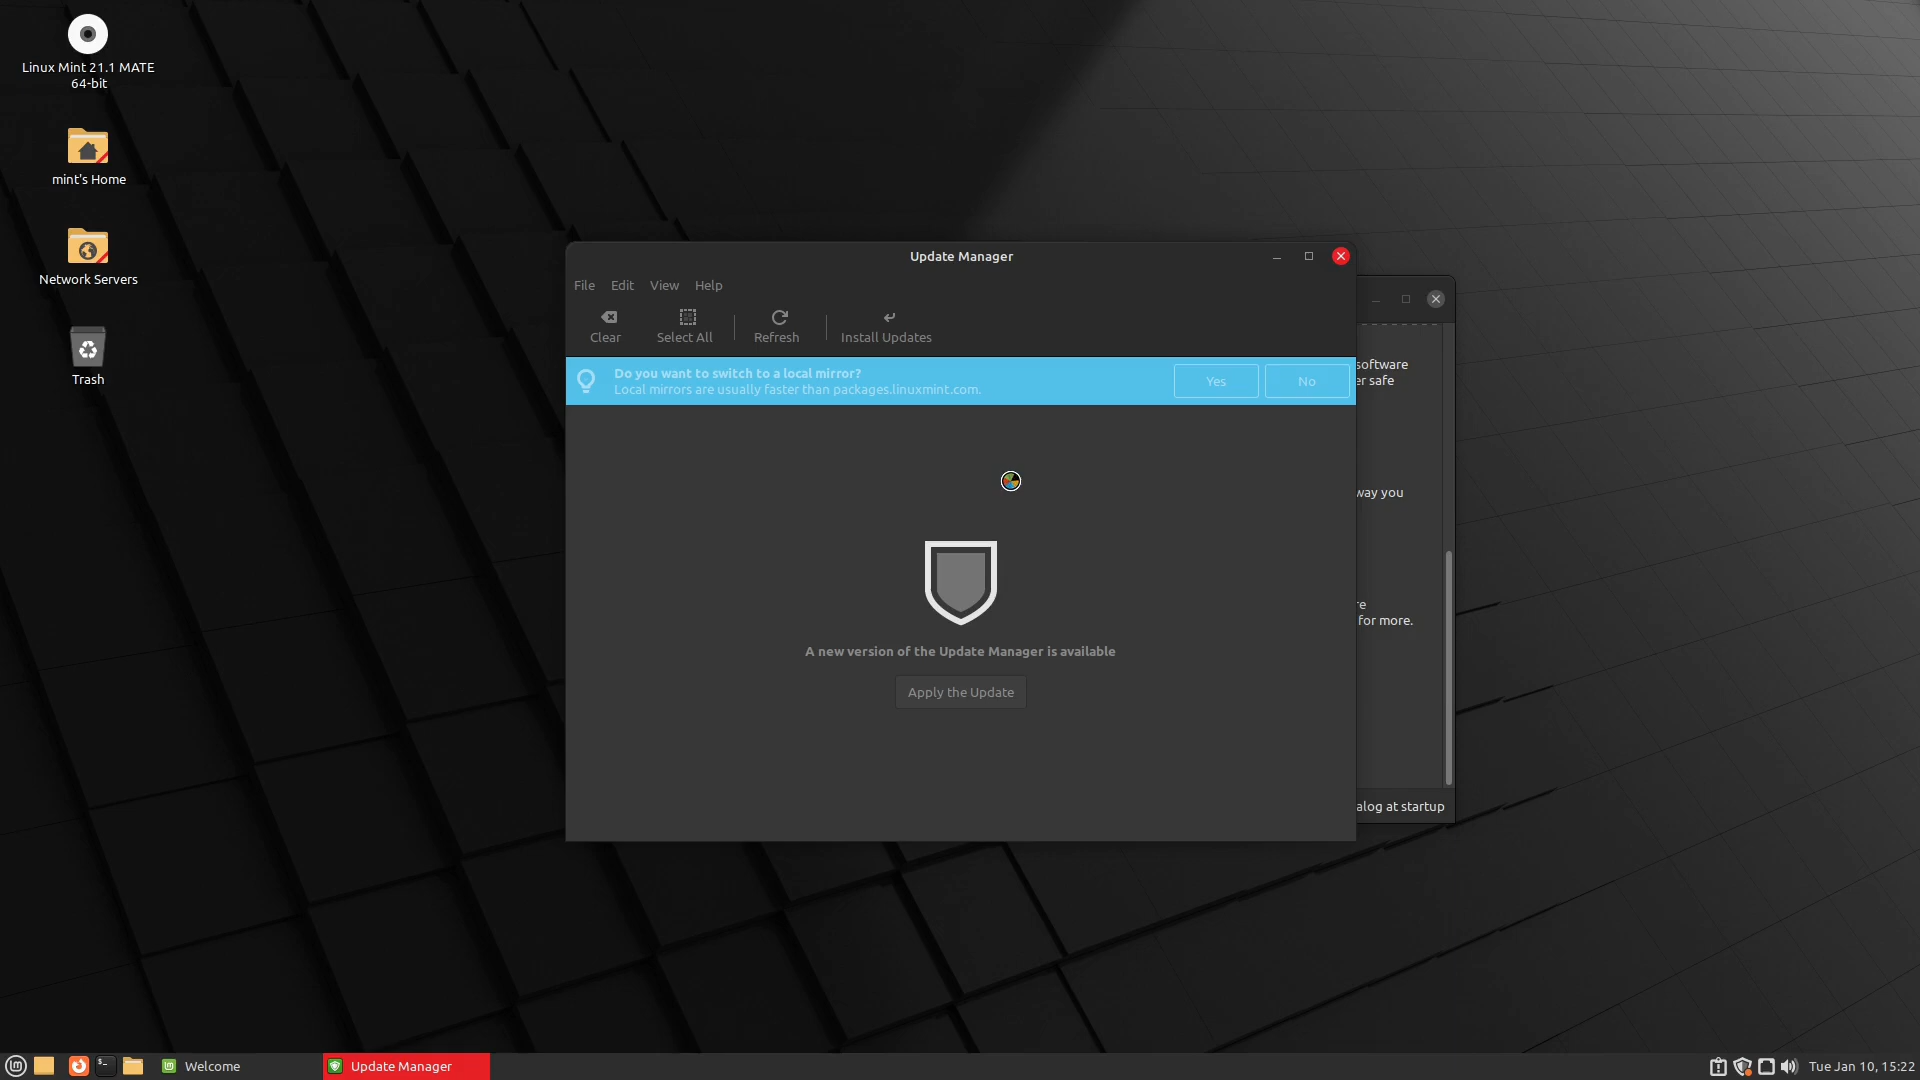 Linux Mint 21.1 MATE
64-bit
mint's Home
Network Servers
Trash
Update Manager
File Edit View Help
Clear Select All Refresh Install Updates
Do you want to switch to a local mirror?
Local mirrors are usually faster than packages.linuxmint.com.
Yes No
A new version of the Update Manager is available
Apply the Update
software
er safe
way you
re
for more.
alog at startup
Welcome
Update Manager
Tue Jan 10, 15:22